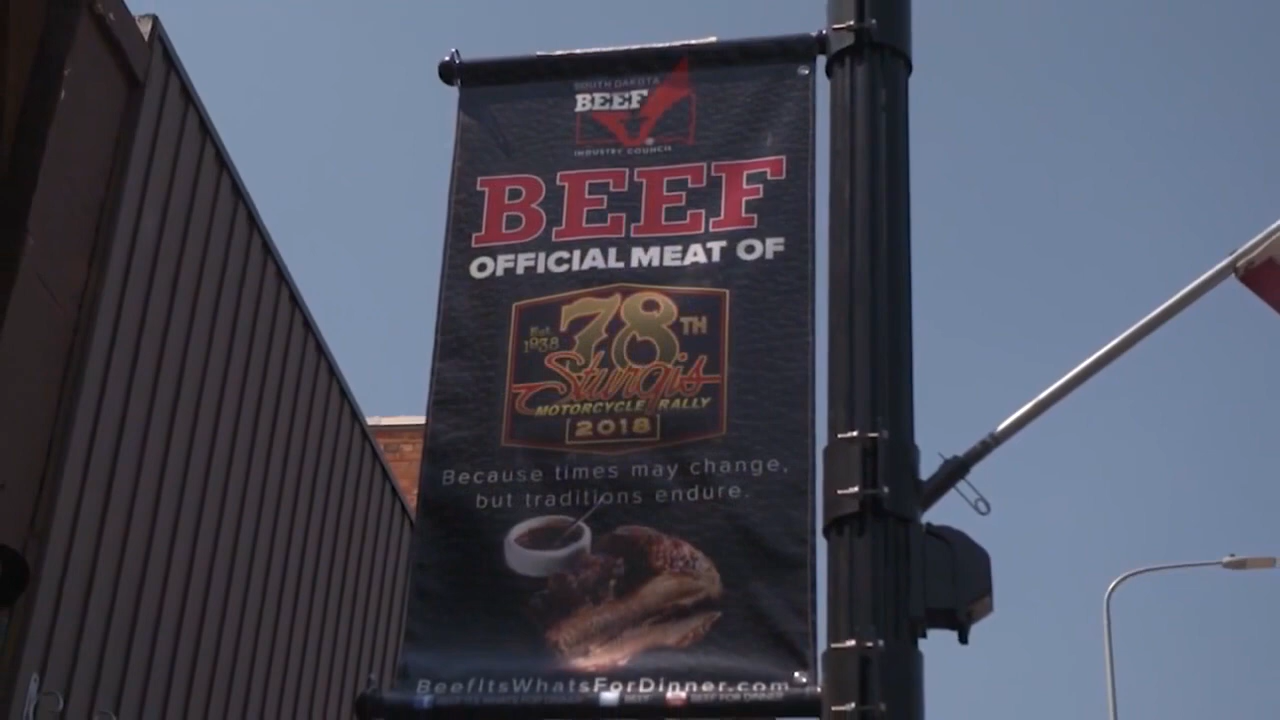 SOUTH DAKOTA
BEEF
INDUSTRY COUNCIL
BEEF
OFFICIAL MEAT OF
Est. 1938
78TH
Sturgis
MOTORCYCLE RALLY
2018
Because times may change,
but traditions endure.
BeefItsWhatsForDinner.com